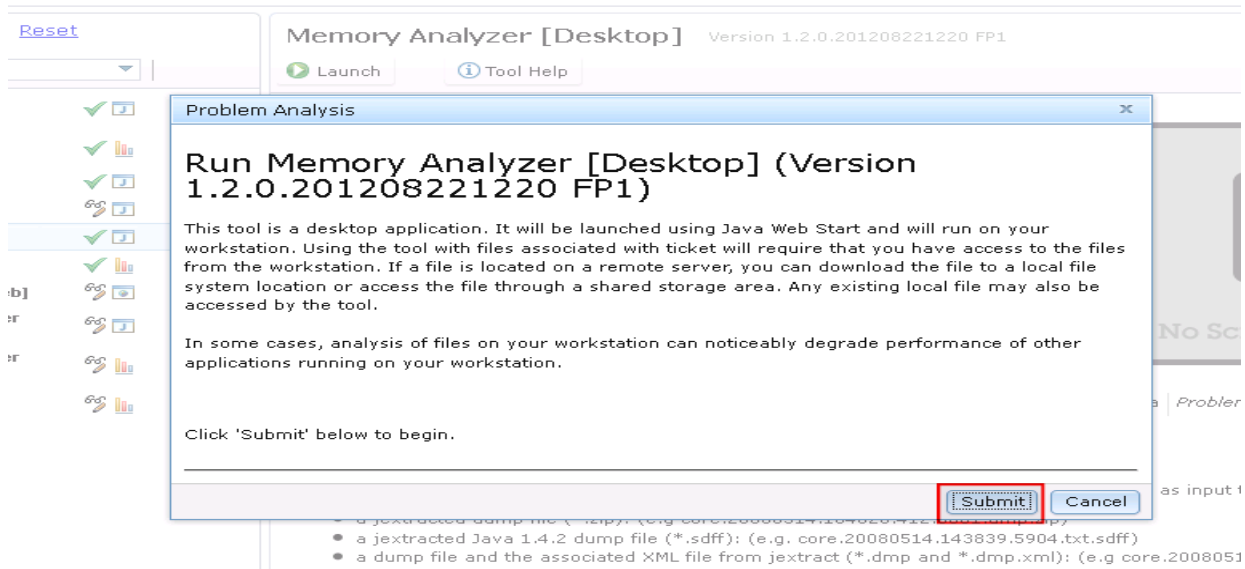 Reset
Memory Analyzer [Desktop] Version 1.2.0.201208221220 FP1
Launch Tool Help
Problem Analysis x
Run Memory Analyzer [Desktop] (Version
1.2.0.201208221220 FP1)
This tool is a desktop application. It will be launched using Java Web Start and will run on your
workstation. Using the tool with files associated with ticket will require that you have access to the files
from the workstation. If a file is located on a remote server, you can download the file to a local file
system location or access the file through a shared storage area. Any existing local file may also be
accessed by the tool.
In some cases, analysis of files on your workstation can noticeably degrade performance of other
applications running on your workstation.
Click 'Submit' below to begin.
Submit Cancel
No Sc
as input
• a jextracted Java 1.4.2 dump file (*.sdff): (e.g. core.20080514.143839.5904.txt.sdff)
• a dump file and the associated XML file from jextract (*.dmp and *.dmp.xml): (e.g core.2008051